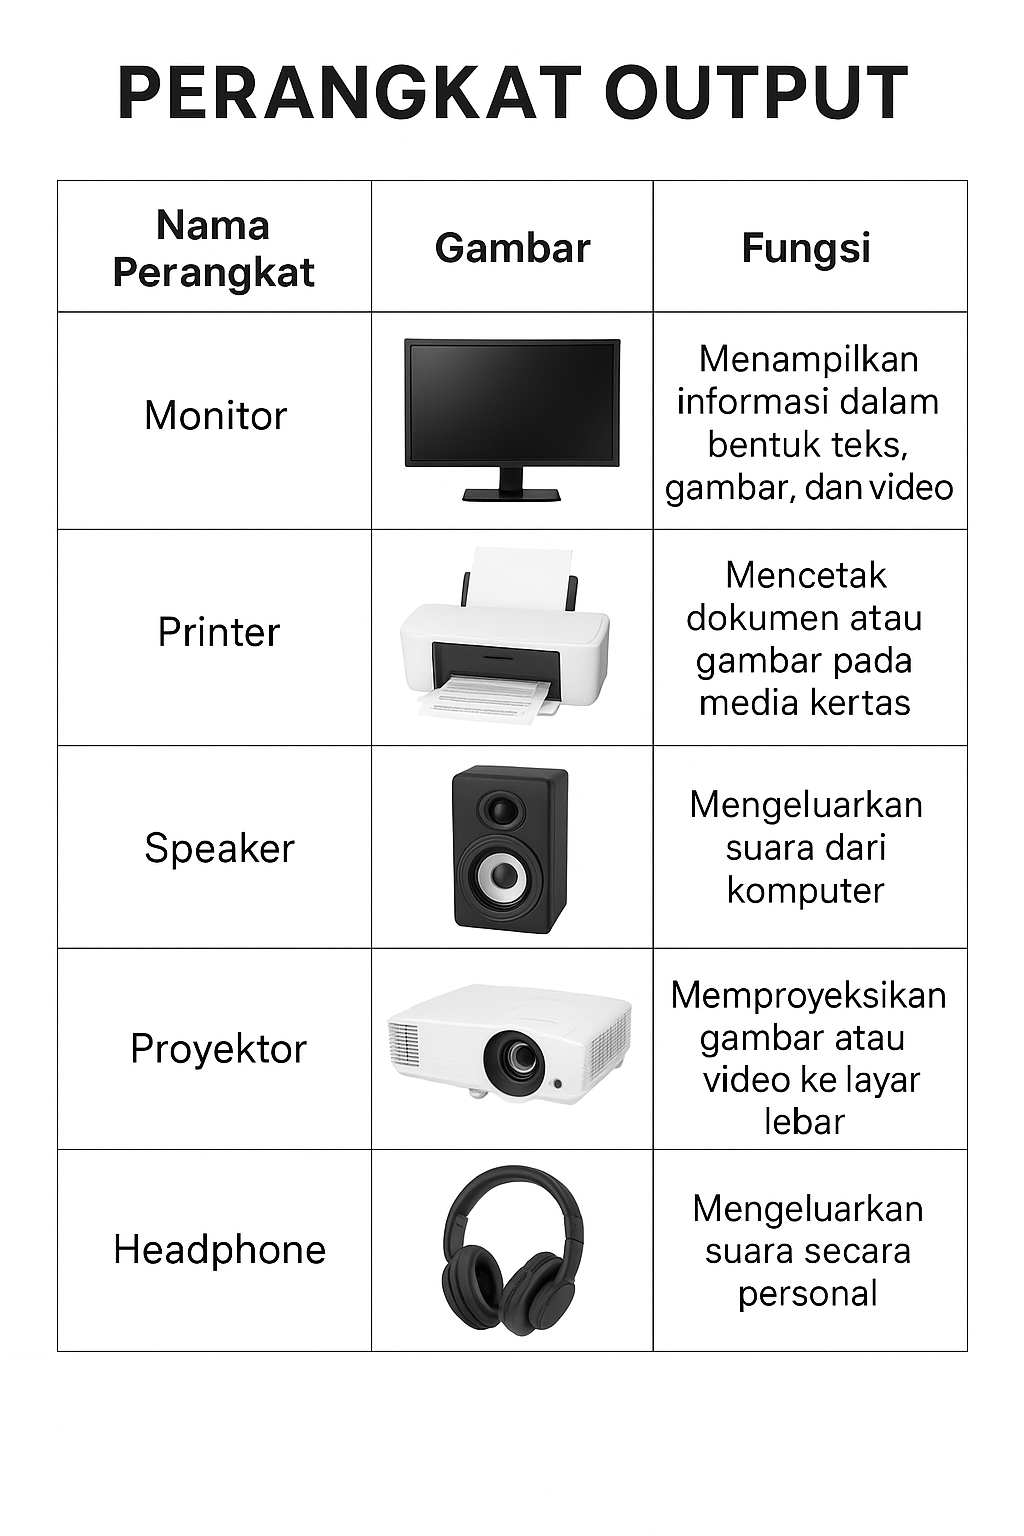 PERANGKAT OUTPUT
Nama
Perangkat
Gambar
Fungsi
Monitor
Menampilkan
informasi dalam
bentuk teks,
gambar, dan video
Printer
Mencetak
dokumen atau
gambar pada
media kertas
Speaker
Mengeluarkan
suara dari
komputer
Proyektor
Memproyeksikan
gambar atau
video ke layar
lebar
Headphone
Mengeluarkan
suara secara
personal